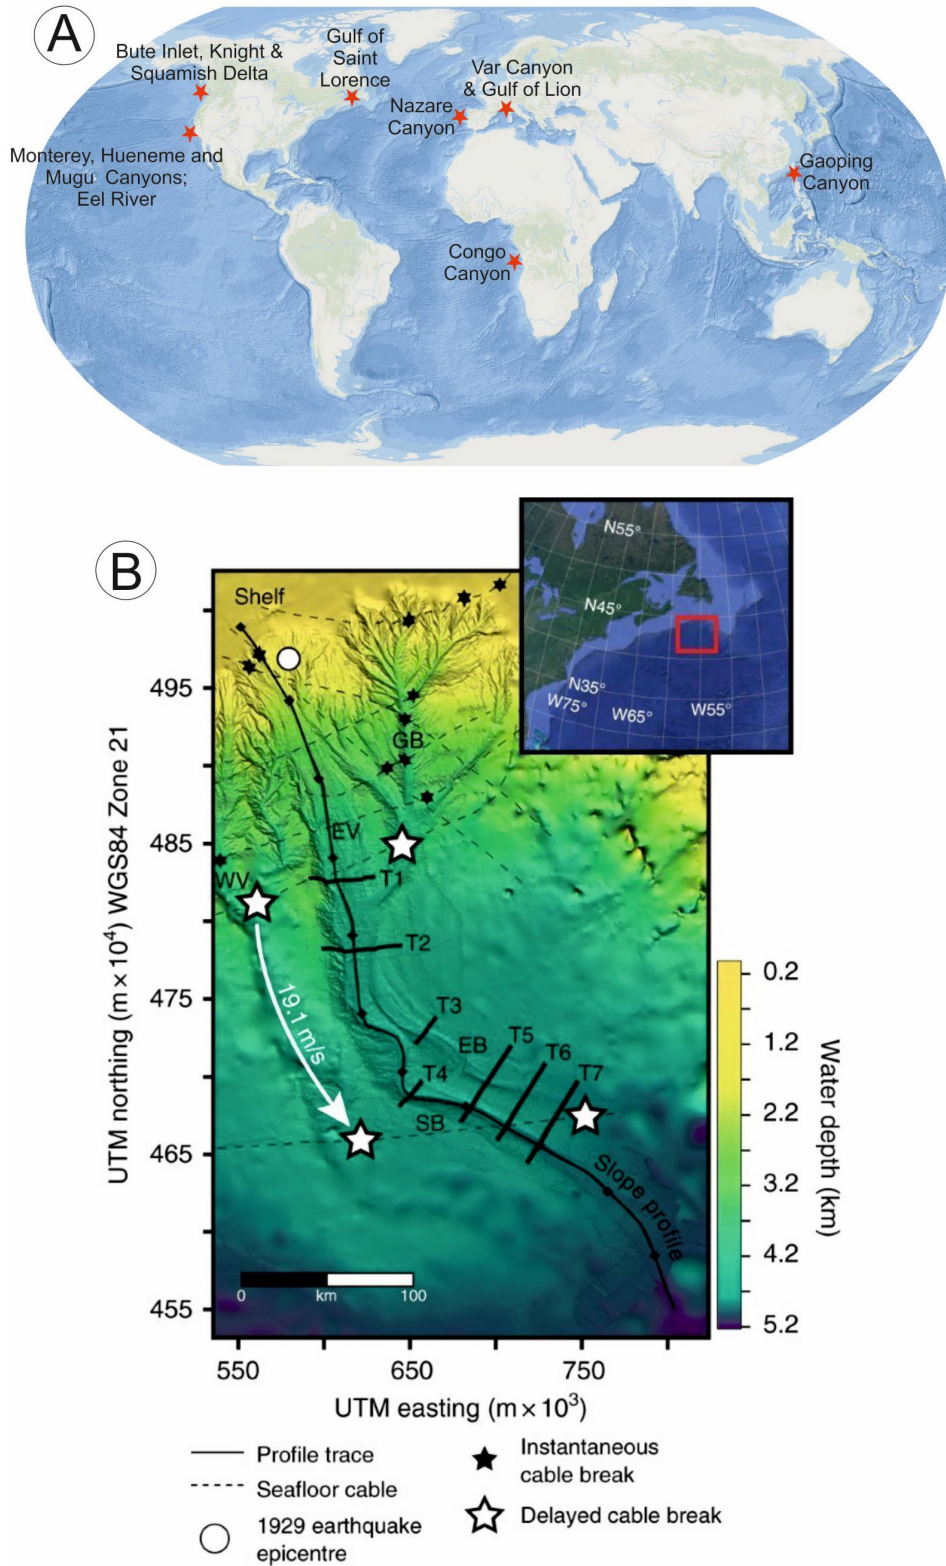 A
Bute Inlet, Knight &
Squamish Delta
Gulf of
Saint
Lorence
Var Canyon
& Gulf of Lion
Nazare
Canyon
Monterey, Hueneme and
Mugu Canyons;
Eel River
Gaoping
Canyon
Congo
Canyon
B
N55°
N45°
N35°
W75°
W65°
W55°
Shelf
GB
EV
WV
T1
T2
T3
T4
T5
T6
T7
EB
SB
19.1 m/s
Slope profile
0
km
100
495
485
475
465
455
UTM northing (m × 10⁴) WGS84 Zone 21
550
650
750
UTM easting (m × 10³)
0.2
1.2
2.2
3.2
4.2
5.2
Water depth (km)
Profile trace
Seafloor cable
1929 earthquake
epicentre
Instantaneous
cable break
Delayed cable break